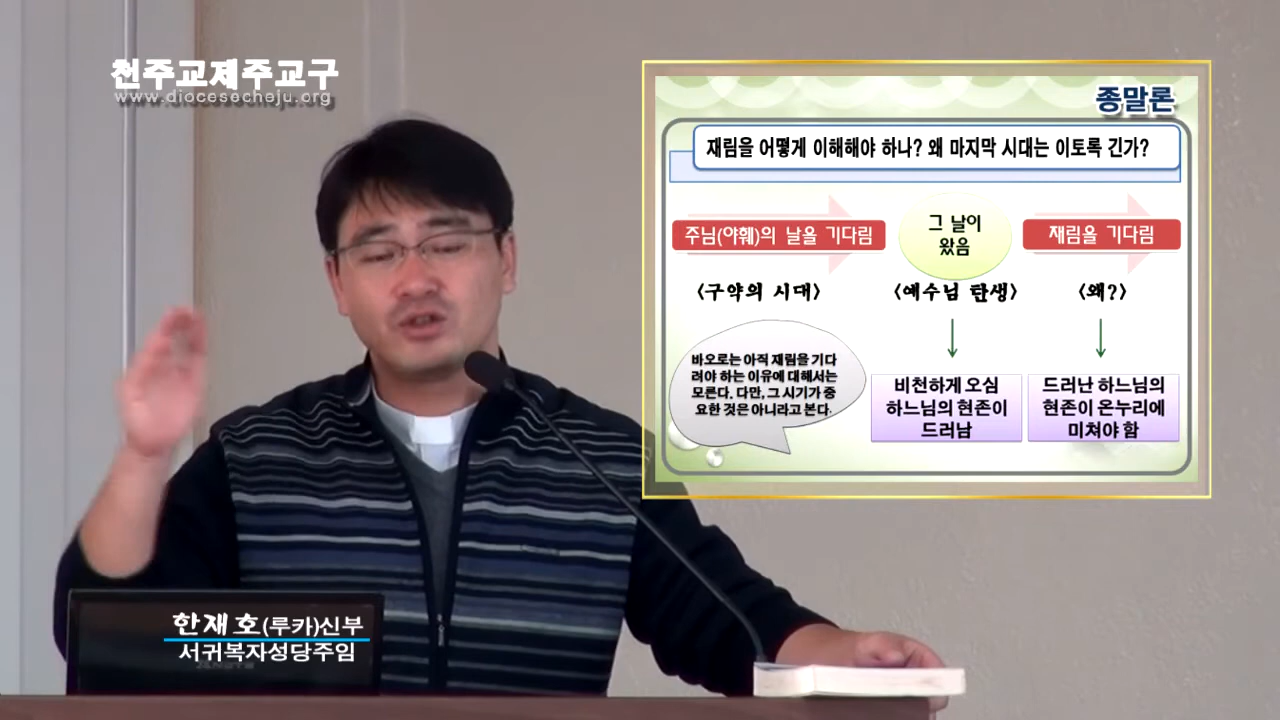 천주교제주교구
www.diocesecheju.org
종말론
재림을 어떻게 이해해야 하나? 왜 마지막 시대는 이토록 긴가?
주님(야훼)의 날을 기다림
그 날이
왔음
재림을 기다림
<구약의 시대>
<예수님 탄생>
<왜?>
바오로는 아직 재림을 기다
려야 하는 이유에 대해서는
모른다. 다만, 그 시기가 중
요한 것은 아니라고 본다.
비천하게 오심
하느님의 현존이
드러남
드러난 하느님의
현존이 온누리에
미쳐야 함
한재호(루카)신부
서귀복자성당주임